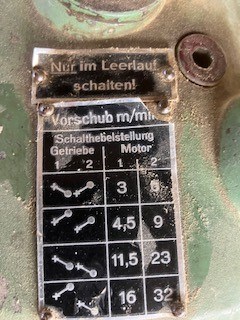 Nur im Leerlauf
schalten!
Vorschub m/min
Schalthebelstellung
Getriebe Motor
1 2 1 2
3 6
4,5 9
11,5 23
16 32